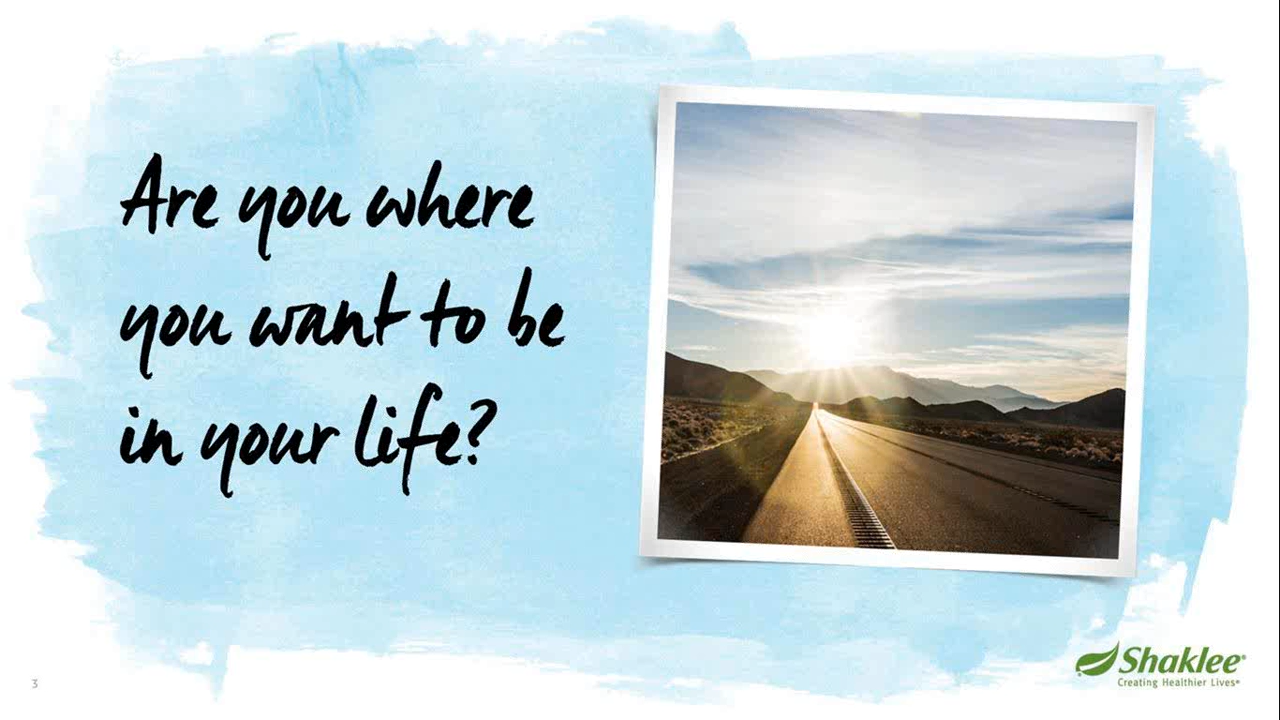 Are you where
you want to be
in your life?
3
Shaklee®
Creating Healthier Lives®